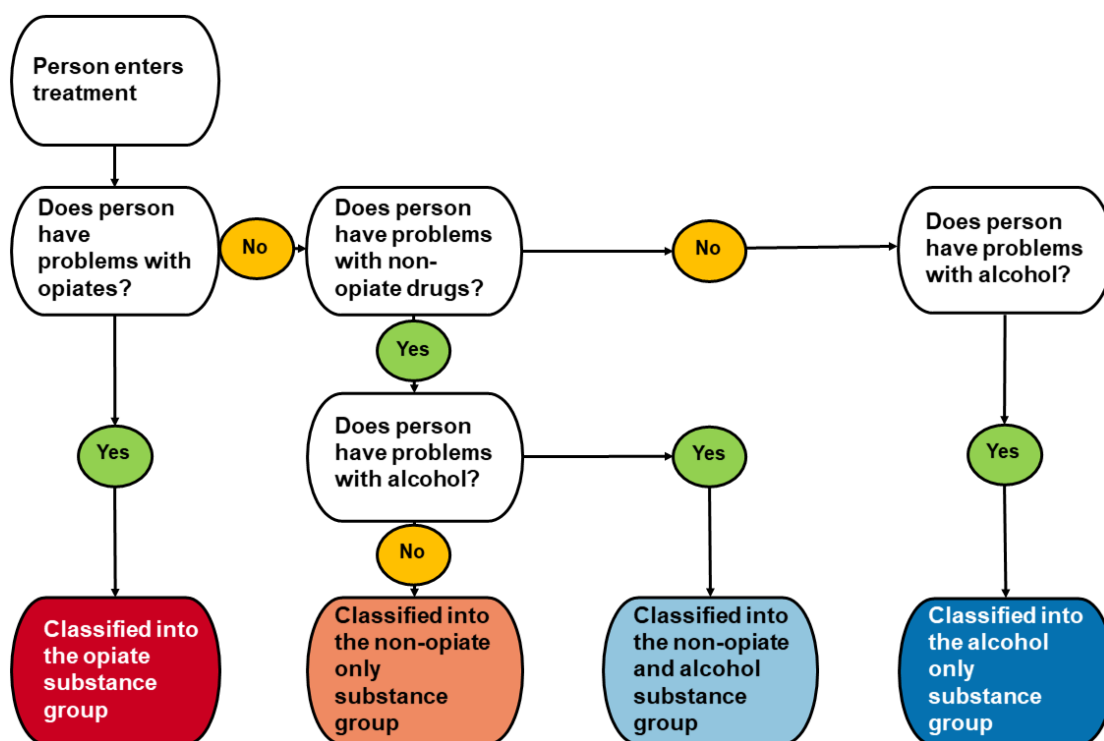 Person enters
treatment
Does person
have
problems with
opiates?
No
Does person
have problems
with non-
opiate drugs?
No
Does person
have problems
with alcohol?
Yes
Does person
have problems
with alcohol?
Yes
Yes
Yes
No
Classified into
the opiate
substance
group
Classified into
the non-opiate
only
substance
group
Classified into
the non-opiate
and alcohol
substance
group
Classified into
the alcohol
only
substance
group